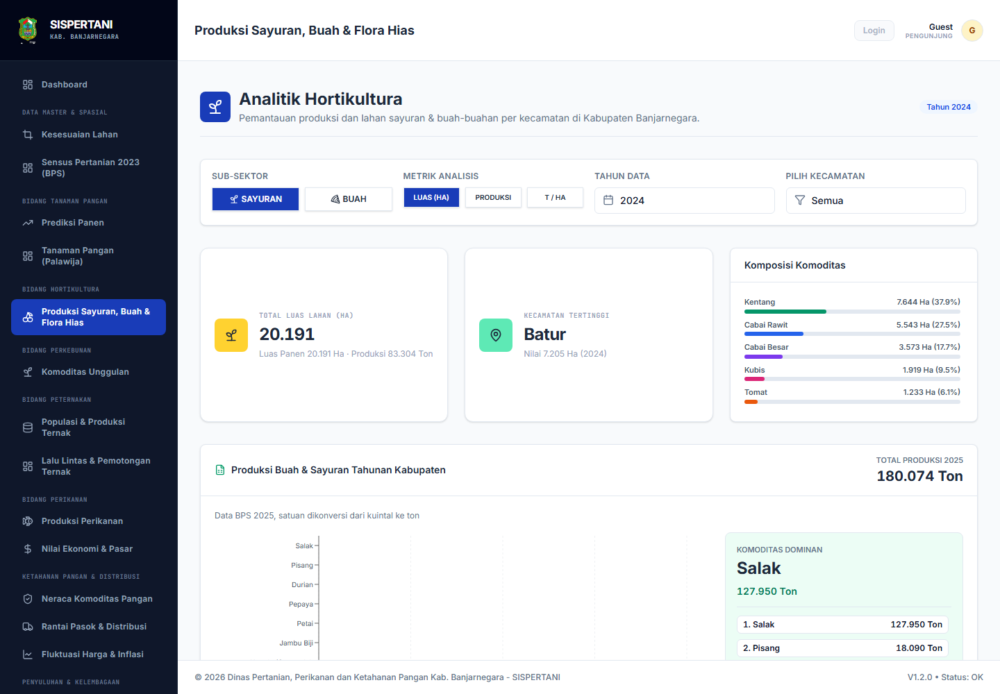 SISPERTANI
KAB. BANJARNEGARA
Dashboard
DATA MASTER & SPASIAL
Kesesuaian Lahan
Sensus Pertanian 2023
(BPS)
BIDANG TANAMAN PANGAN
Prediksi Panen
Tanaman Pangan
(Palawija)
BIDANG HORTIKULTURA
Produksi Sayuran, Buah &
Flora Hias
BIDANG PERKEBUNAN
Komoditas Unggulan
BIDANG PETERNAKAN
Populasi & Produksi
Ternak
Lalu Lintas & Pemotongan
Ternak
BIDANG PERIKANAN
Produksi Perikanan
Nilai Ekonomi & Pasar
KETAHANAN PANGAN & DISTRIBUSI
Neraca Komoditas Pangan
Rantai Pasok & Distribusi
Fluktuasi Harga & Inflasi
PENYULUHAN & KELEMBAGAAN
Produksi Sayuran, Buah & Flora Hias
Login
Guest
PENGUNJUNG
G
Analitik Hortikultura
Pemantauan produksi dan lahan sayuran & buah-buahan per kecamatan di Kabupaten Banjarnegara.
Tahun 2024
SUB-SEKTOR
SAYURAN
BUAH
METRIK ANALISIS
LUAS (HA)
PRODUKSI
T / HA
TAHUN DATA
2024
PILIH KECAMATAN
Semua
TOTAL LUAS LAHAN (HA)
20.191
Luas Panen 20.191 Ha · Produksi 83.304 Ton
KECAMATAN TERTINGGI
Batur
Nilai 7.205 Ha (2024)
Komposisi Komoditas
Kentang 7.644 Ha (37.9%)
Cabai Rawit 5.543 Ha (27.5%)
Cabai Besar 3.573 Ha (17.7%)
Kubis 1.919 Ha (9.5%)
Tomat 1.233 Ha (6.1%)
Produksi Buah & Sayuran Tahunan Kabupaten
TOTAL PRODUKSI 2025
180.074 Ton
Data BPS 2025, satuan dikonversi dari kuintal ke ton
Salak
Pisang
Durian
Pepaya
Petai
Jambu Biji
KOMODITAS DOMINAN
Salak
127.950 Ton
1. Salak 127.950 Ton
2. Pisang 18.090 Ton
© 2026 Dinas Pertanian, Perikanan dan Ketahanan Pangan Kab. Banjarnegara - SISPERTANI
V1.2.0 • Status: OK